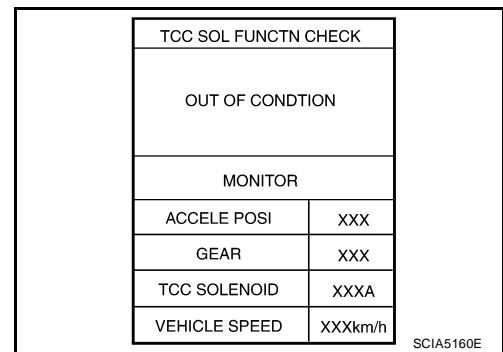 TCC SOL FUNCTN CHECK
OUT OF CONDTION
MONITOR
ACCELE POSI XXX
GEAR XXX
TCC SOLENOID XXXA
VEHICLE SPEED XXXkm/h
SCIA5160E